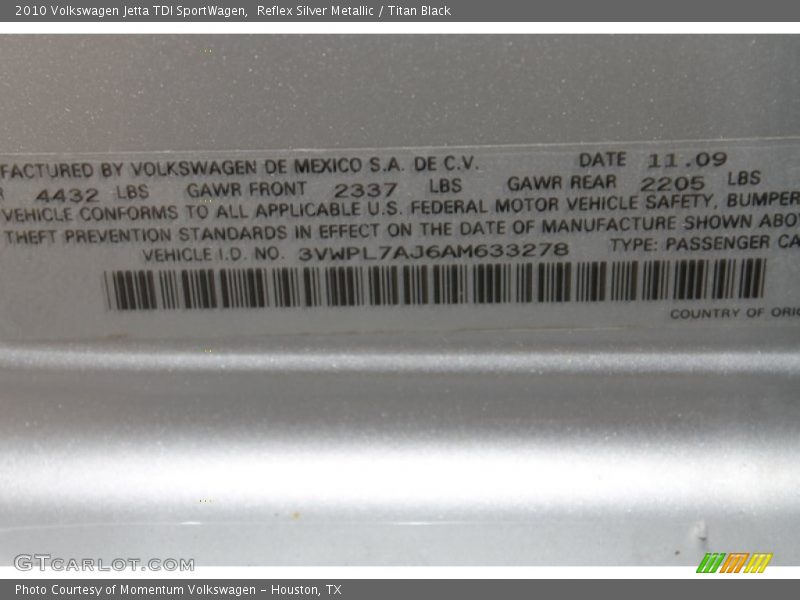 2010 Volkswagen Jetta TDI SportWagen,  Reflex Silver Metallic / Titan Black
FACTURED BY VOLKSWAGEN DE MEXICO S.A. DE C.V. DATE 11.09
R 4432 LBS GAWR FRONT 2337 LBS GAWR REAR 2205 LBS
VEHICLE CONFORMS TO ALL APPLICABLE U.S. FEDERAL MOTOR VEHICLE SAFETY, BUMPER
THEFT PREVENTION STANDARDS IN EFFECT ON THE DATE OF MANUFACTURE SHOWN ABO
VEHICLE I.D. NO. 3VWPL7AJ6AM633278 TYPE: PASSENGER CA
COUNTRY OF ORI
GTCARLOT.COM
Photo Courtesy of Momentum Volkswagen – Houston, TX